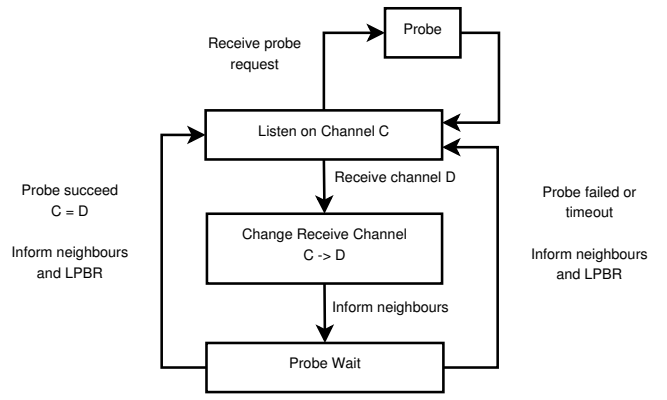 Probe
Receive probe
request
Listen on Channel C
Receive channel D
Probe succeed
C = D
Inform neighbours
and LPBR
Change Receive Channel
C -> D
Probe failed or
timeout
Inform neighbours
and LPBR
Inform neighbours
Probe Wait